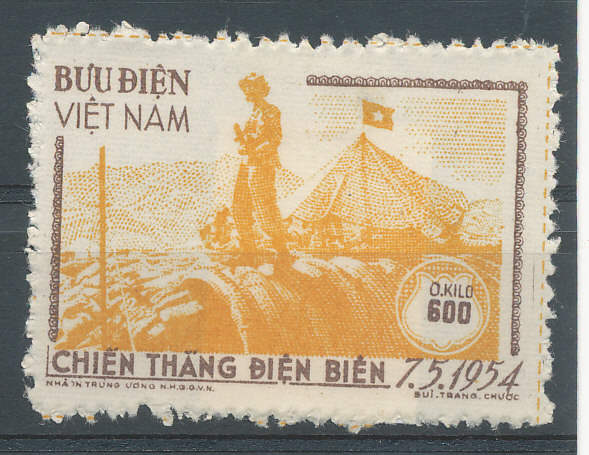 BƯU ĐIỆN
VIỆT NAM
O.KILO
600
CHIẾN THẮNG ĐIỆN BIÊN 7.5.1954
NHÀ IN TRUNG ƯƠNG N.H.Q.G.V.N.
BUI.TRANG.CHƯỚC